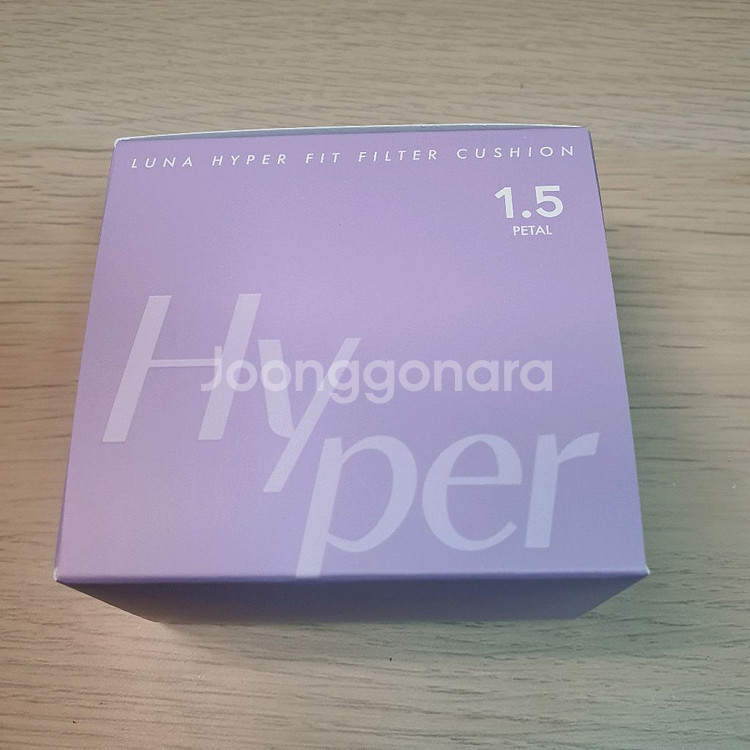 LUNA HYPER FIT FILTER CUSHION
1.5
PETAL
Hyper
Joonggonara